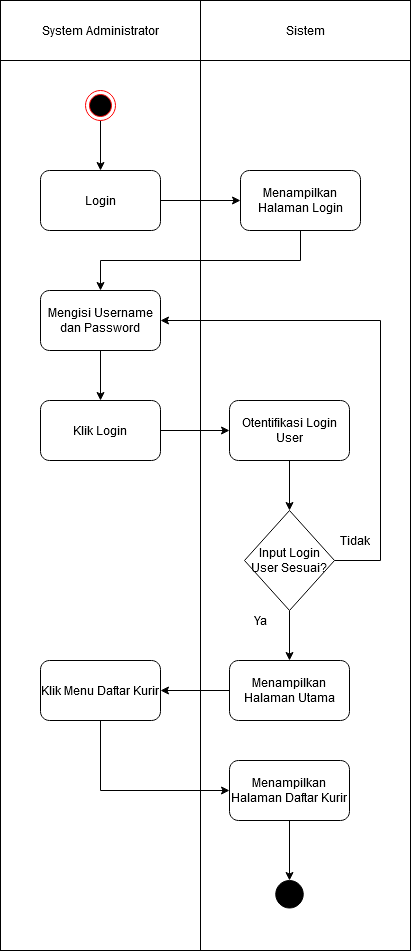 System Administrator
Sistem
Login
Menampilkan
Halaman Login
Mengisi Username
dan Password
Klik Login
Otentifikasi Login
User
Input Login
User Sesuai?
Tidak
Ya
Menampilkan
Halaman Utama
Klik Menu Daftar Kurir
Menampilkan
Halaman Daftar Kurir